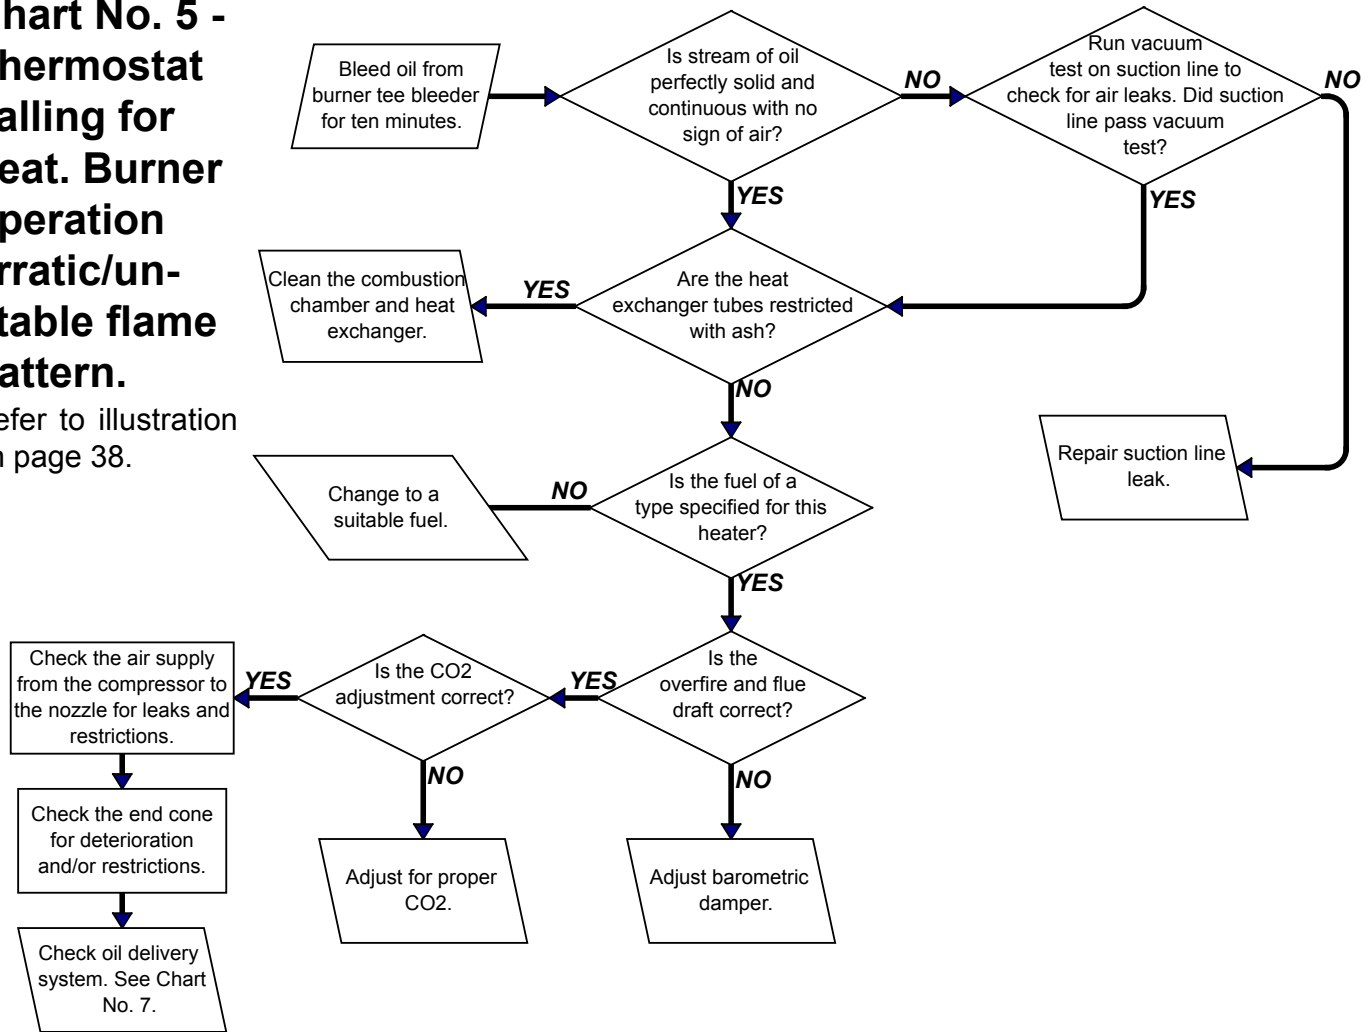 hart No. 5 -
hermostat
alling for
eat. Burner
peration
rratic/un-
table flame
attern.
efer to illustration
n page 38.
Bleed oil from
burner tee bleeder
for ten minutes.
Is stream of oil
perfectly solid and
continuous with no
sign of air?
NO
Run vacuum
test on suction line to
check for air leaks. Did suction
line pass vacuum
test?
NO
YES
YES
Clean the combustion
chamber and heat
exchanger.
YES
Are the heat
exchanger tubes restricted
with ash?
NO
Repair suction line
leak.
Change to a
suitable fuel.
NO
Is the fuel of a
type specified for this
heater?
YES
Check the air supply
from the compressor to
the nozzle for leaks and
restrictions.
YES
Is the CO2
adjustment correct?
YES
Is the
overfire and flue
draft correct?
NO
NO
Check the end cone
for deterioration
and/or restrictions.
Adjust for proper
CO2.
Adjust barometric
damper.
Check oil delivery
system. See Chart
No. 7.